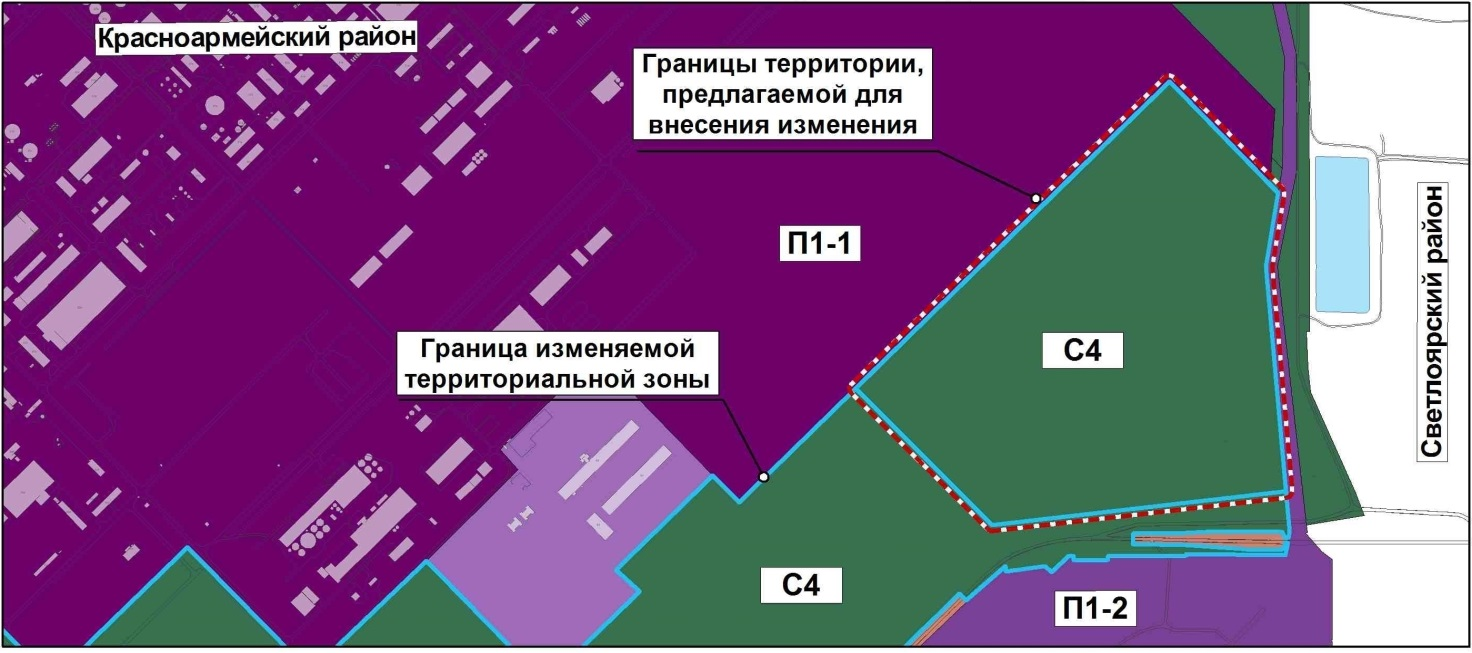 Красноармейский район
Границы территории,
предлагаемой для
внесения изменения
П1-1
Светлоярский район
С4
Граница изменяемой
территориальной зоны
С4
П1-2